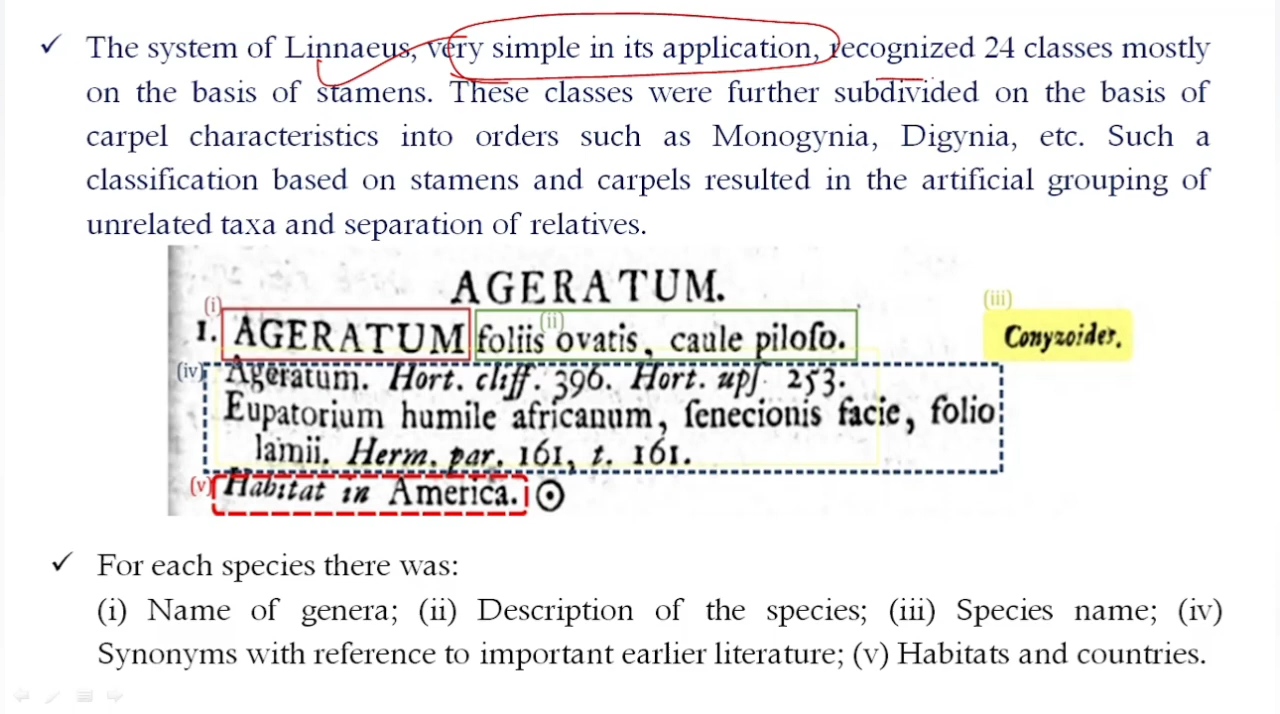 ✓ The system of Linnaeus, very simple in its application, recognized 24 classes mostly
on the basis of stamens. These classes were further subdivided on the basis of
carpel characteristics into orders such as Monogynia, Digynia, etc. Such a
classification based on stamens and carpels resulted in the artificial grouping of
unrelated taxa and separation of relatives.
AGERATUM.
(i) (ii) (iii)
1. AGERATUM foliis ovatis, caule piloſo. Conyzoides.
(iv) Ageratum. Hort. cliff. 396. Hort. upſ. 253.
Eupatorium humile africanum, ſenecionis facie, folio
lamii. Herm. par. 161, t. 161.
(v) Habitat in America. ☉
✓ For each species there was:
(i) Name of genera; (ii) Description of the species; (iii) Species name; (iv)
Synonyms with reference to important earlier literature; (v) Habitats and countries.